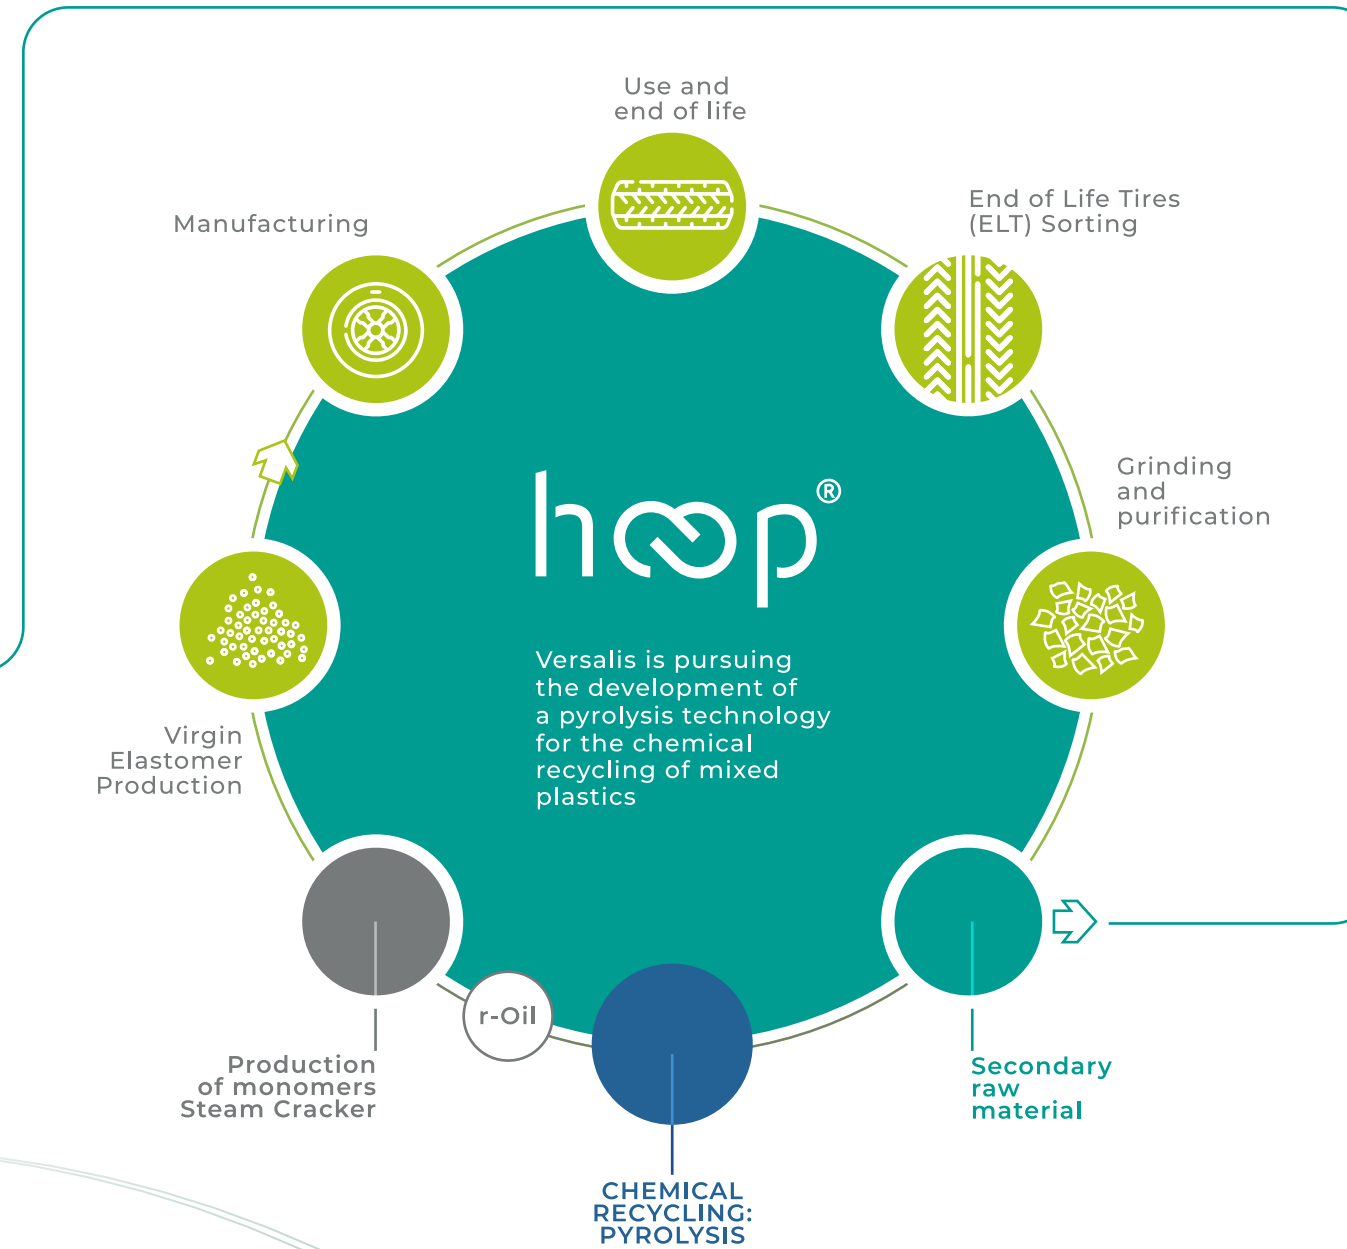 Use and
end of life
Manufacturing
End of Life Tires
(ELT) Sorting
Grinding
and
purification
hoop®
Versalis is pursuing
the development of
a pyrolysis technology
for the chemical
recycling of mixed
plastics
Virgin
Elastomer
Production
r-Oil
Production
of monomers
Steam Cracker
Secondary
raw
material
CHEMICAL
RECYCLING:
PYROLYSIS